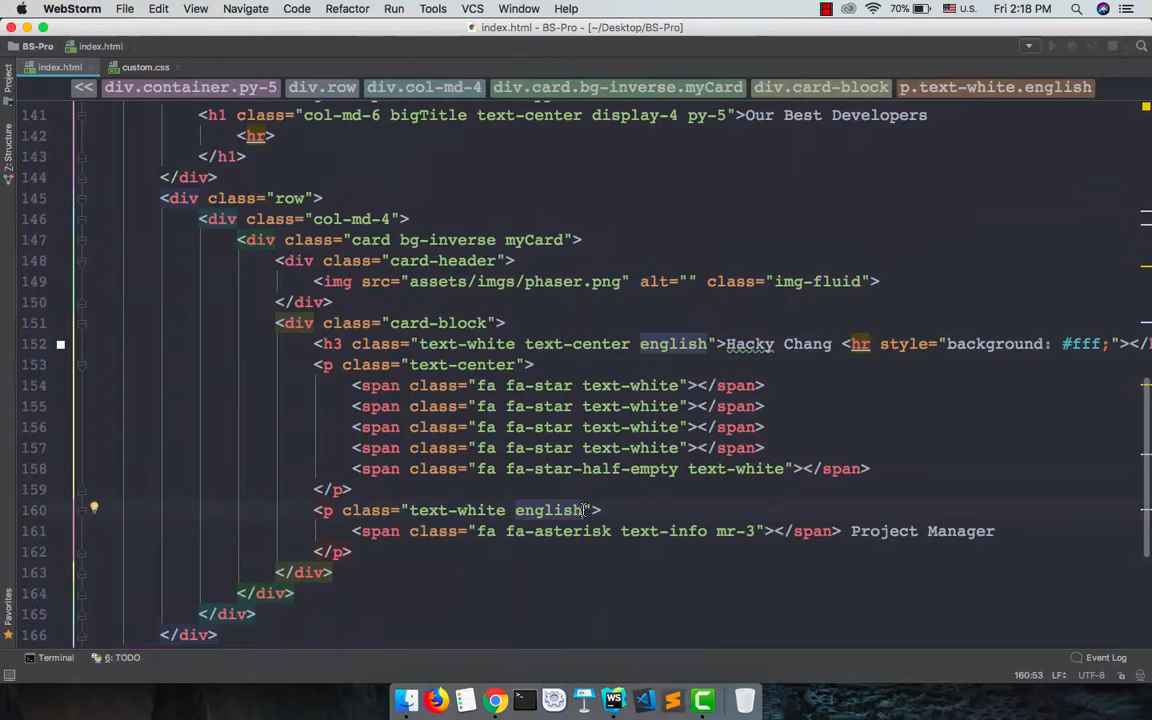 WebStorm File Edit View Navigate Code Refactor Run Tools VCS Window Help 70% U.S. Fri 2:18 PM
index.html - BS-Pro [~/Desktop/BS-Pro]
BS-Pro index.html
index.html custom.css
<< div.container.py-5 div.row div.col-md-4 div.card.bg-inverse.myCard div.card-block p.text-white.english
141 <h1 class="col-md-6 bigTitle text-center display-4 py-5">Our Best Developers
142 <hr>
143 </h1>
144 </div>
145 <div class="row">
146 <div class="col-md-4">
147 <div class="card bg-inverse myCard">
148 <div class="card-header">
149 <img src="assets/imgs/phaser.png" alt="" class="img-fluid">
150 </div>
151 <div class="card-block">
152 <h3 class="text-white text-center english">Hacky Chang <hr style="background: #fff;"></
153 <p class="text-center">
154 <span class="fa fa-star text-white"></span>
155 <span class="fa fa-star text-white"></span>
156 <span class="fa fa-star text-white"></span>
157 <span class="fa fa-star text-white"></span>
158 <span class="fa fa-star-half-empty text-white"></span>
159 </p>
160 <p class="text-white english">
161 <span class="fa fa-asterisk text-info mr-3"></span> Project Manager
162 </p>
163 </div>
164 </div>
165 </div>
166 </div>
Project
Z: Structure
Favorites
Terminal 6: TODO Event Log
160:53 LF÷ UTF-8 ÷
WS